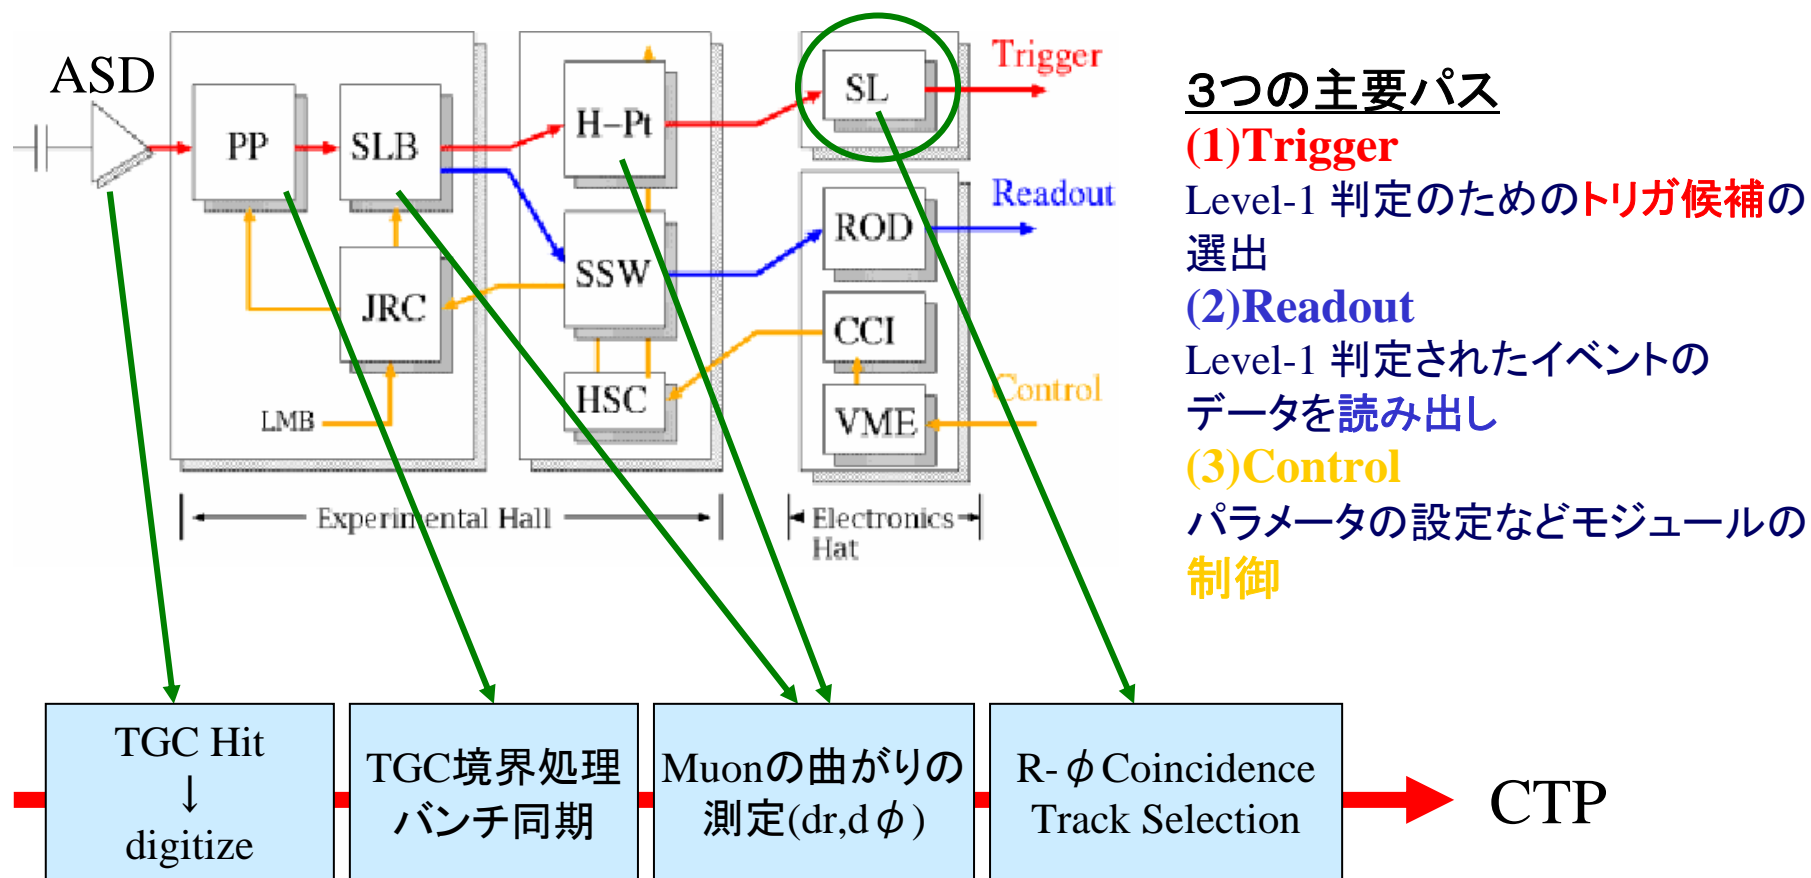 ASD
PP
SLB
JRC
LMB
H-Pt
SSW
HSC
SL
ROD
CCI
VME
Trigger
Readout
Control
Experimental Hall
Electronics
Hat
3つの主要パス
(1)Trigger
Level-1 判定のためのトリガ候補の
選出
(2)Readout
Level-1 判定されたイベントの
データを読み出し
(3)Control
パラメータの設定などモジュールの
制御
TGC Hit
↓
digitize
TGC境界処理
バンチ同期
Muonの曲がりの
測定(dr,dφ)
R-φCoincidence
Track Selection
CTP